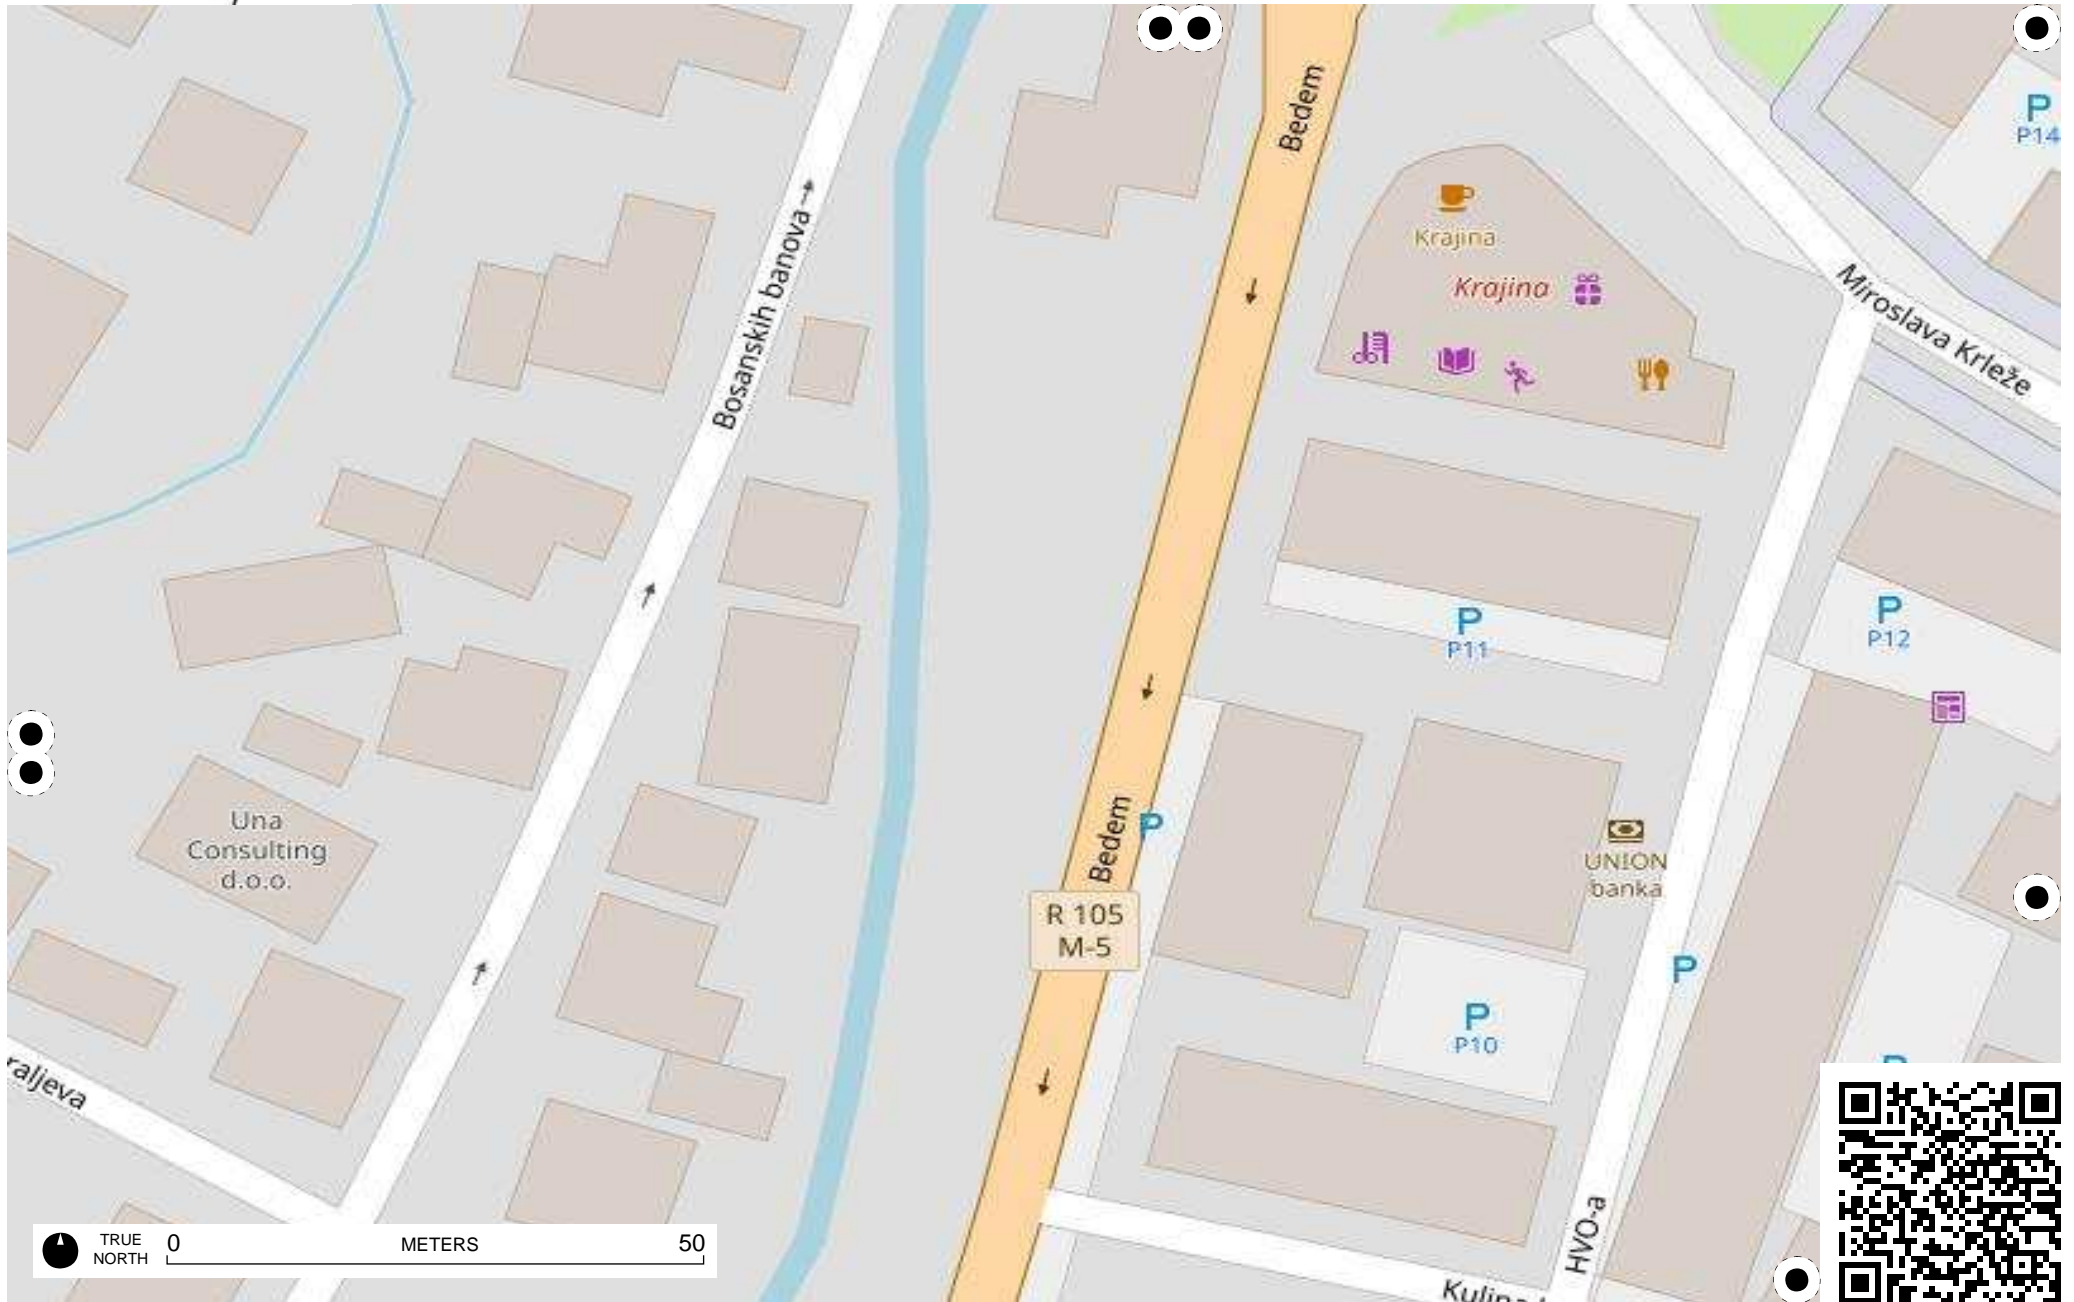 Bedem
P
P14
Krajina
Krajina
Bosanskih banova
Miroslava Krleže
P
P11
P
P12
Una
Consulting
d.o.o.
Bedem
P
UNION
banka
R 105
M-5
P
P
P10
raljeva
HVO-a
TRUE
NORTH
0 METERS 50